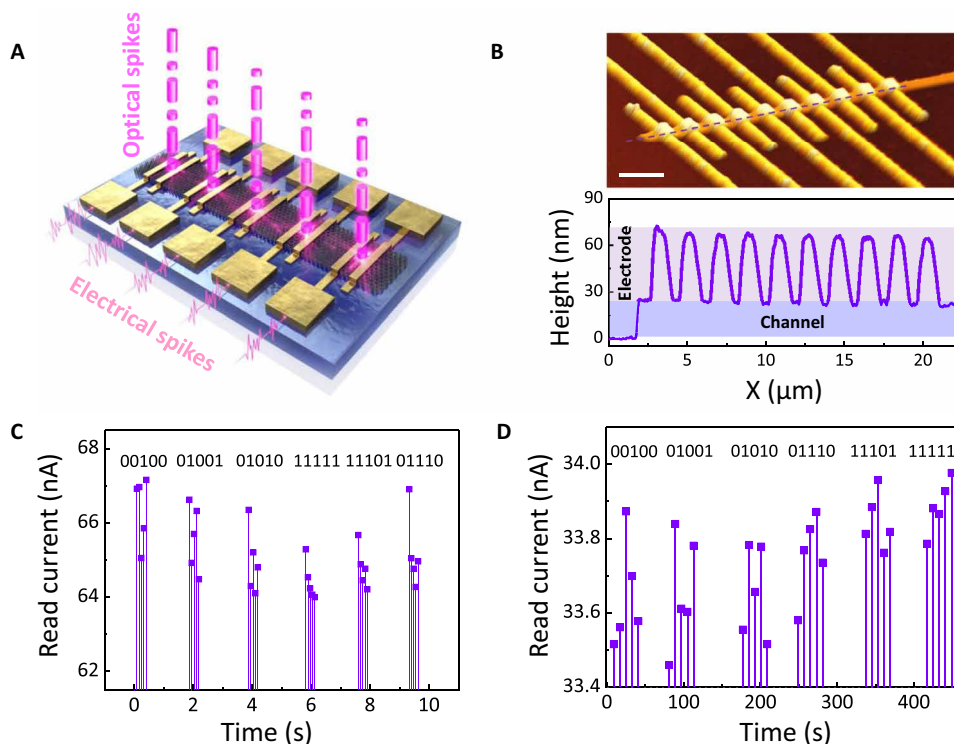 A
Optical spikes
Electrical spikes
B
90
60
30
0
Height (nm)
Electrode
Channel
0 5 10 15 20
X (μm)
C
68
66
64
62
Read current (nA)
00100 01001 01010 11111 11101 01110
0 2 4 6 8 10
Time (s)
D
34.0
33.8
33.6
33.4
Read current (nA)
00100 01001 01010 01110 11101 11111
0 100 200 300 400
Time (s)